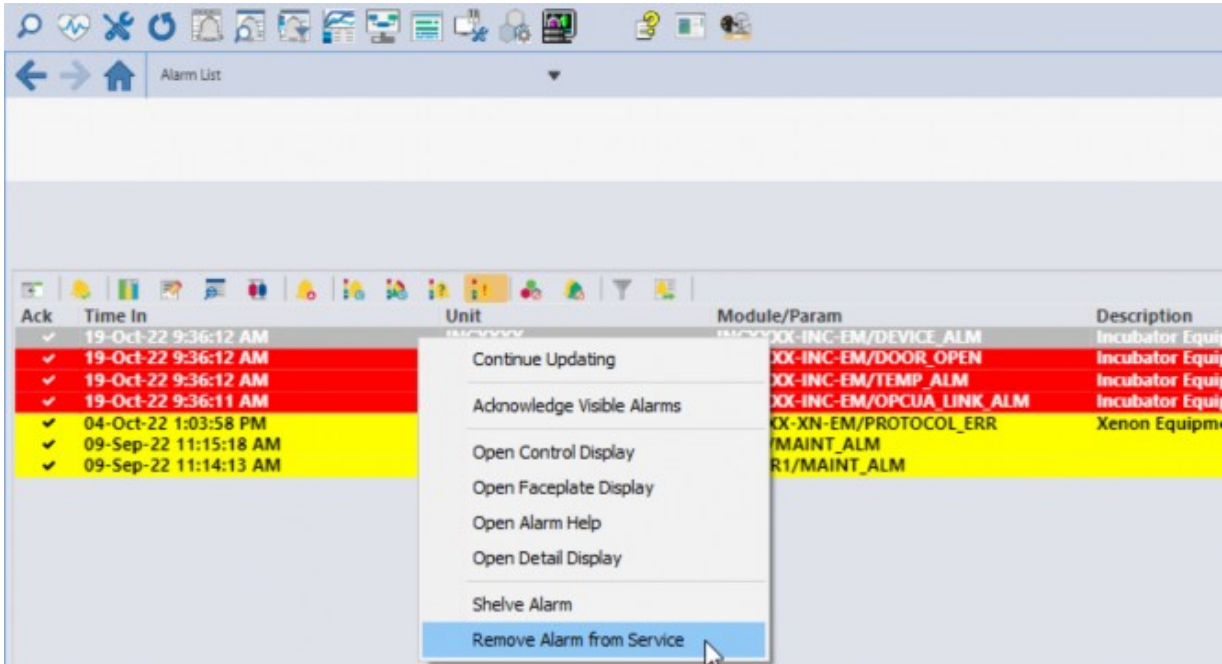 Alarm List
Ack Time In Unit Module/Param Description
19-Oct-22 9:36:12 AM INCXXXX INCXXXX-INC-EM/DEVICE_ALM Incubator Equip
19-Oct-22 9:36:12 AM XX-INC-EM/DOOR_OPEN Incubator Equip
19-Oct-22 9:36:12 AM XX-INC-EM/TEMP_ALM Incubator Equip
19-Oct-22 9:36:11 AM XX-INC-EM/OPCUA_LINK_ALM Incubator Equip
04-Oct-22 1:03:58 PM X-XN-EM/PROTOCOL_ERR Xenon Equipme
09-Sep-22 11:15:18 AM /MAINT_ALM
09-Sep-22 11:14:13 AM R1/MAINT_ALM
Continue Updating
Acknowledge Visible Alarms
Open Control Display
Open Faceplate Display
Open Alarm Help
Open Detail Display
Shelve Alarm
Remove Alarm from Service